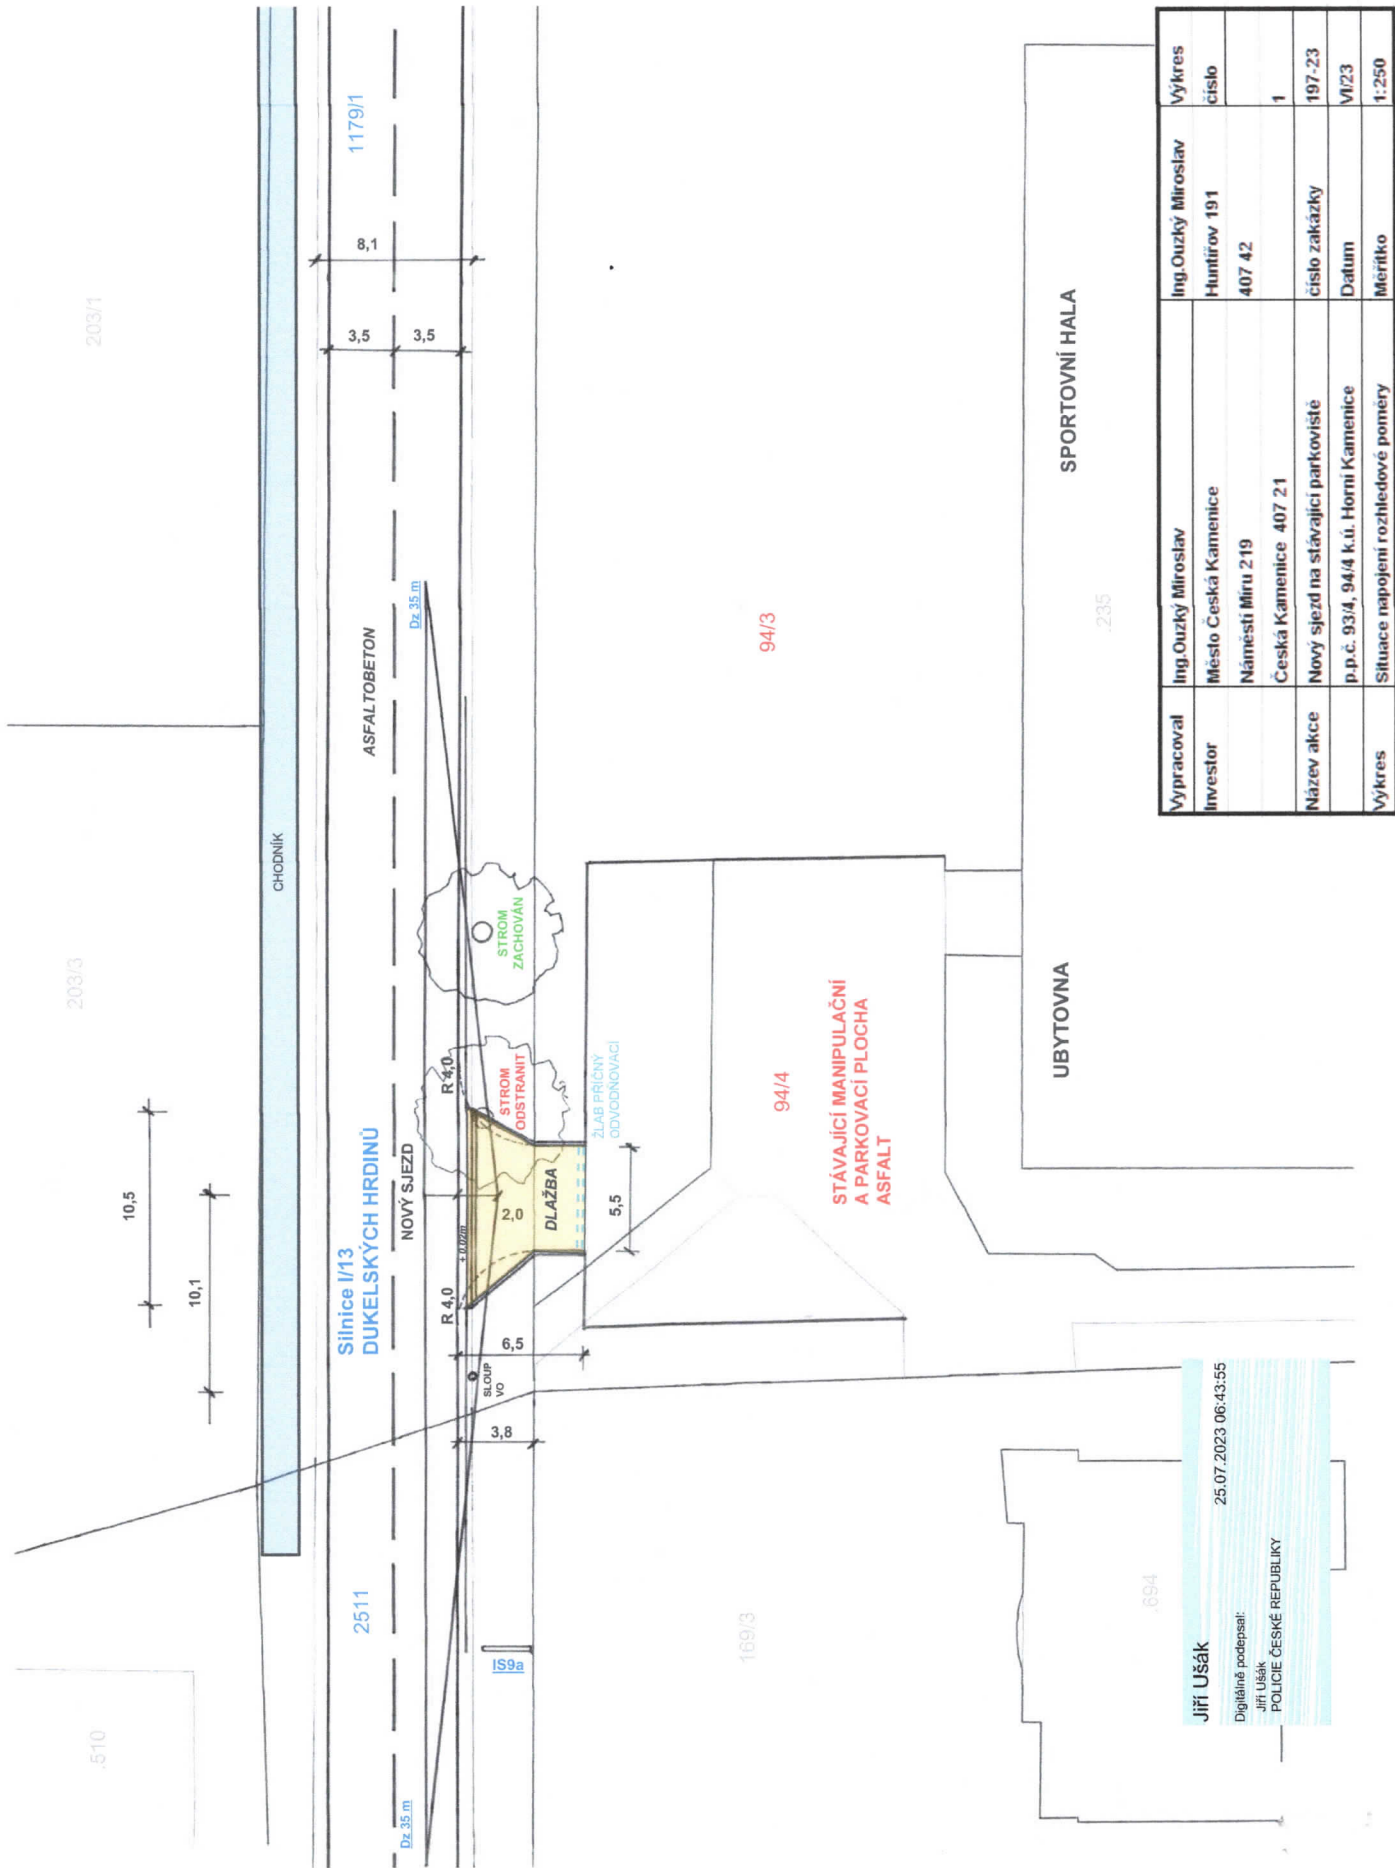 203/1
203/3
.510
10,5
10,1
CHODNÍK
Silnice I/13
DUKELSKÝCH HRDINŮ
2511
1179/1
8,1
3,5
3,5
ASFALTOBETON
NOVÝ SJEZD
Dz 35 m
Dz 35 m
R 4,0
R 4,0
+ 0,02m
2,0
DLAŽBA
5,5
6,5
3,8
SLOUP
VO
IS9a
STROM
ODSTRANIT
STROM
ZACHOVÁN
ŽLAB PŘÍČNÝ
ODVODŇOVACÍ
94/3
94/4
STÁVAJÍCÍ MANIPULAČNÍ
A PARKOVACÍ PLOCHA
ASFALT
169/3
.694
.235
UBYTOVNA
SPORTOVNÍ HALA
Jiří Ušák
25.07.2023 06:43:55
Digitálně podepsal:
Jiří Ušák
POLICIE ČESKÉ REPUBLIKY
Vypracoval Ing.Ouzký Miroslav Ing.Ouzký Miroslav Výkres
Investor Město Česká Kamenice Huntířov 191 číslo
Náměstí Míru 219 407 42
Česká Kamenice 407 21 1
Název akce Nový sjezd na stávající parkoviště číslo zakázky 197-23
p.p.č. 93/4, 94/4 k.ú. Horní Kamenice Datum VI/23
Výkres Situace napojení rozhledové poměry Měřítko 1:250